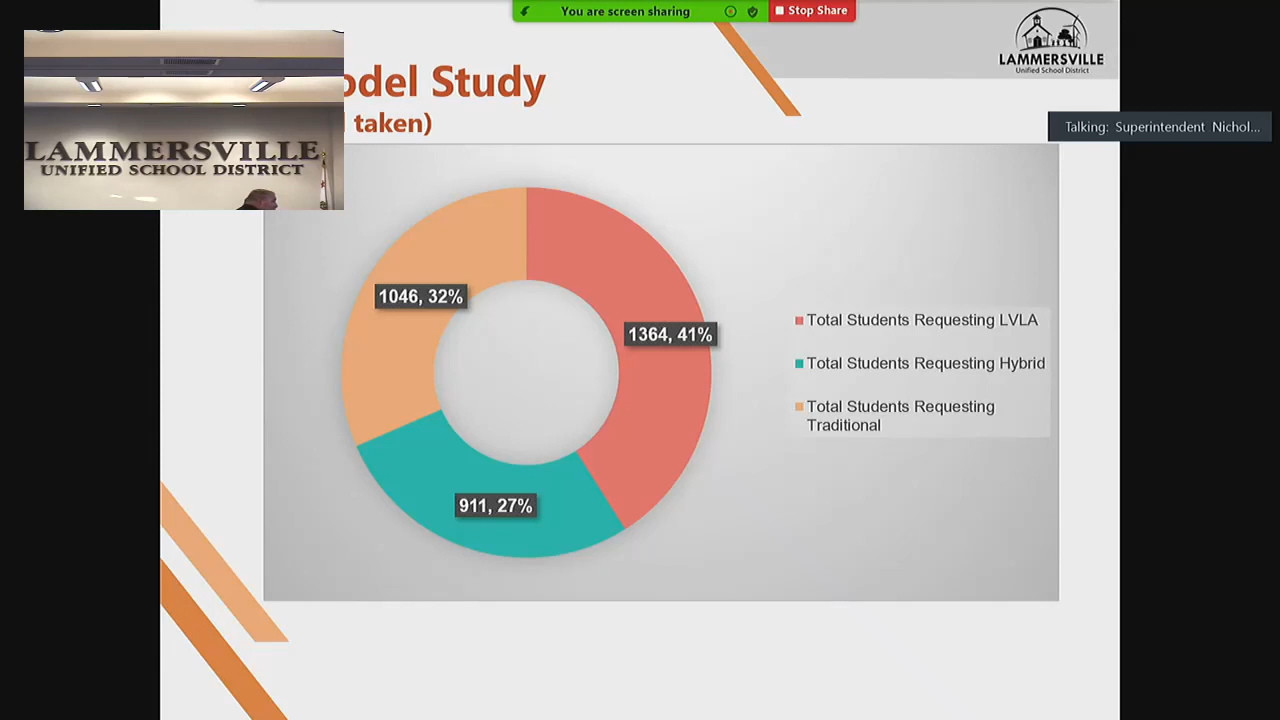 You are screen sharing
Stop Share
LAMMERSVILLE
Unified School District
LAMMERSVILLE
UNIFIED SCHOOL DISTRICT
Study
taken)
Talking: Superintendent Nichol...
1046, 32%
1364, 41%
911, 27%
Total Students Requesting LVLA
Total Students Requesting Hybrid
Total Students Requesting
Traditional